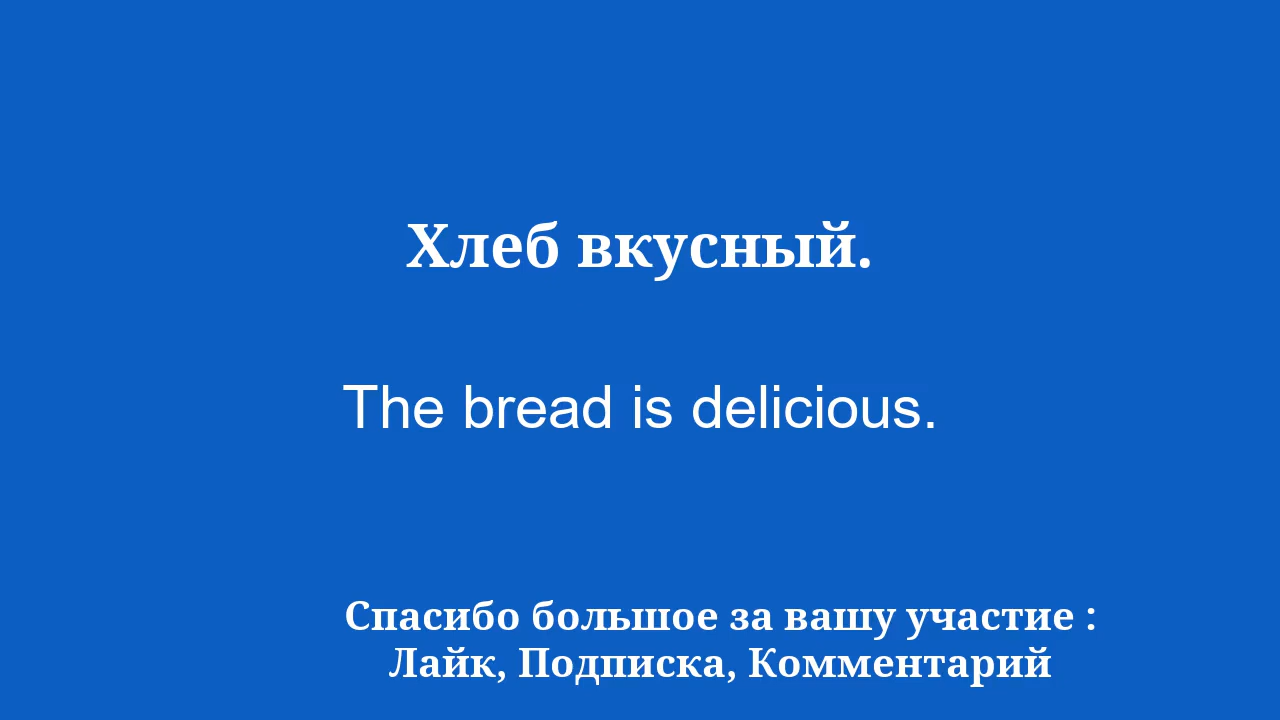 Хлеб вкусный.
The bread is delicious.
Спасибо большое за вашу участие :
Лайк, Подписка, Комментарий